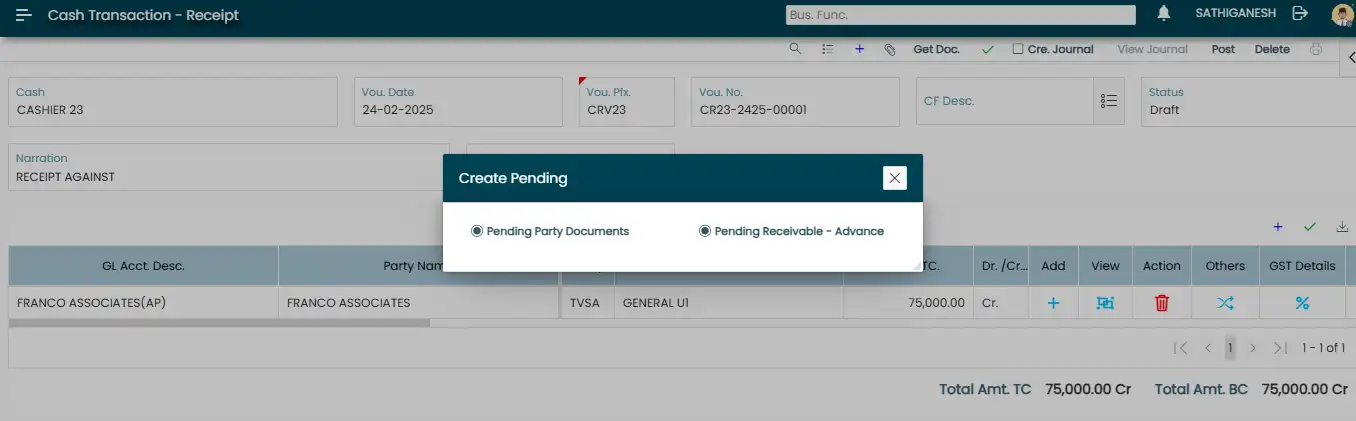 Cash Transaction - Receipt
Bus. Func.
SATHIGANESH
Get Doc.
Cre. Journal
View Journal
Post
Delete
Cash
CASHIER 23
Vou. Date
24-02-2025
Vou. Pfx.
CRV23
Vou. No.
CR23-2425-00001
CF Desc.
Status
Draft
Narration
RECEIPT AGAINST
Create Pending
Pending Party Documents
Pending Receivable - Advance
GL Acct. Desc.
Party Nam
TC.
Dr. /Cr...
Add
View
Action
Others
GST Details
FRANCO ASSOCIATES(AP)
FRANCO ASSOCIATES
TVSA
GENERAL U1
75,000.00
Cr.
1
1 - 1 of 1
Total Amt. TC 75,000.00 Cr
Total Amt. BC 75,000.00 Cr